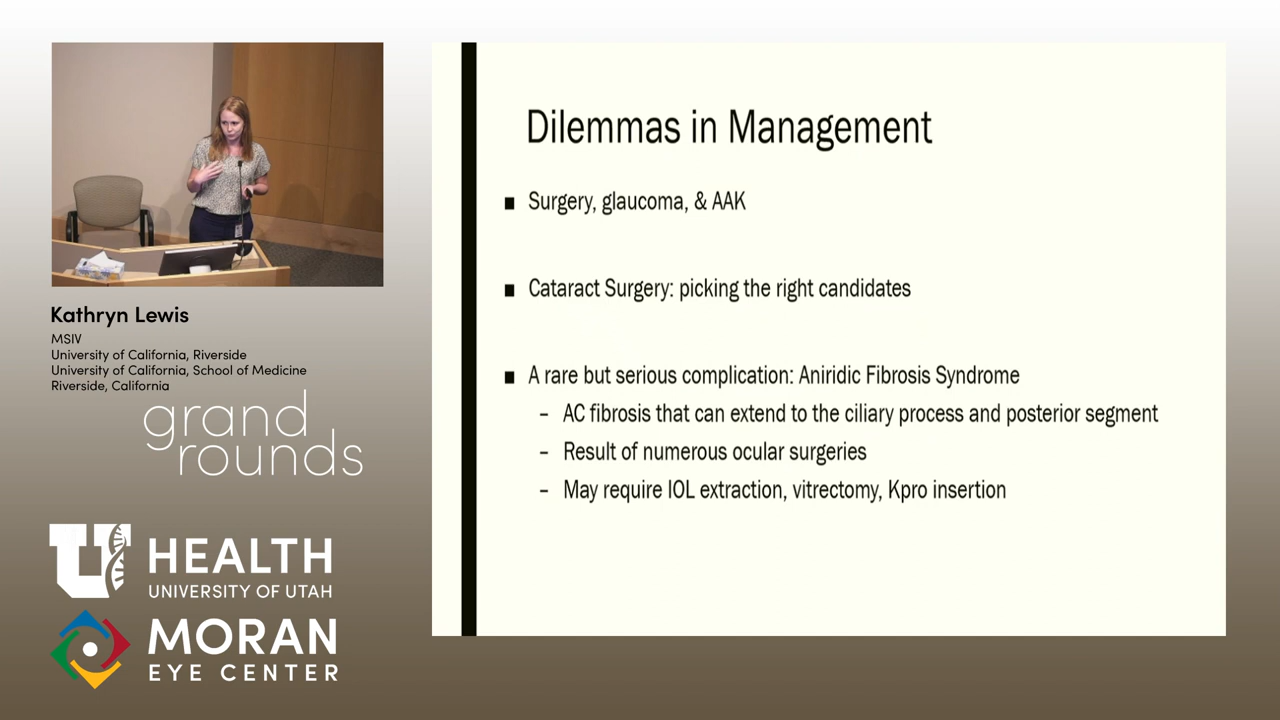 Kathryn Lewis
MSIV
University of California, Riverside
University of California, School of Medicine
Riverside, California
grand
rounds
U
HEALTH
UNIVERSITY OF UTAH
MORAN
EYE CENTER
Dilemmas in Management
■ Surgery, glaucoma, & AAK
■ Cataract Surgery: picking the right candidates
■ A rare but serious complication: Aniridic Fibrosis Syndrome
– AC fibrosis that can extend to the ciliary process and posterior segment
– Result of numerous ocular surgeries
– May require IOL extraction, vitrectomy, Kpro insertion